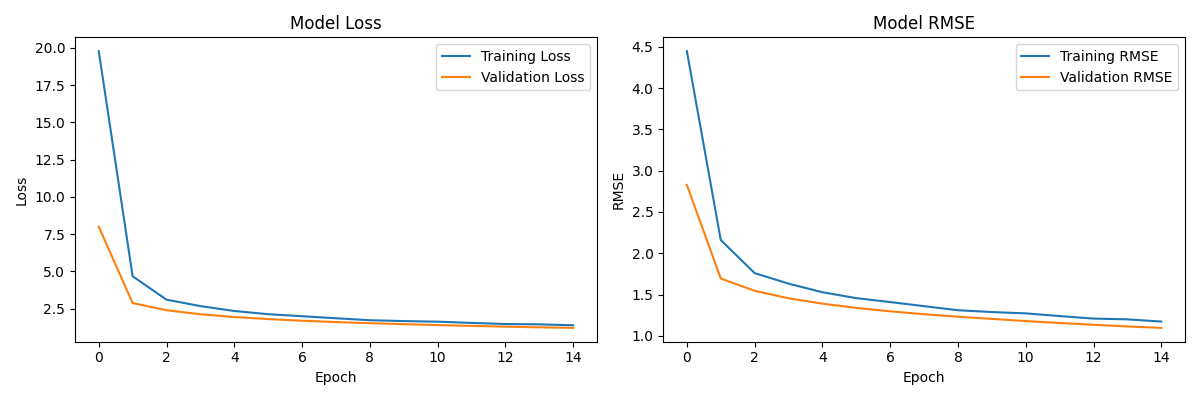 Model Loss
20.0
17.5
15.0
12.5
10.0
7.5
5.0
2.5
Loss
0 2 4 6 8 10 12 14
Epoch
Training Loss
Validation Loss
Model RMSE
4.5
4.0
3.5
3.0
2.5
2.0
1.5
1.0
RMSE
0 2 4 6 8 10 12 14
Epoch
Training RMSE
Validation RMSE